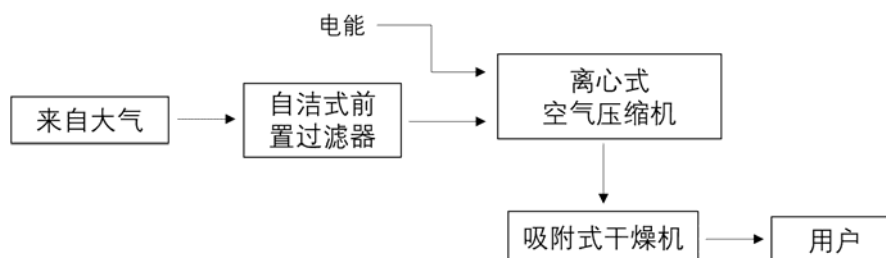 电能
来自大气
自洁式前
置过滤器
离心式
空气压缩机
吸附式干燥机
用户